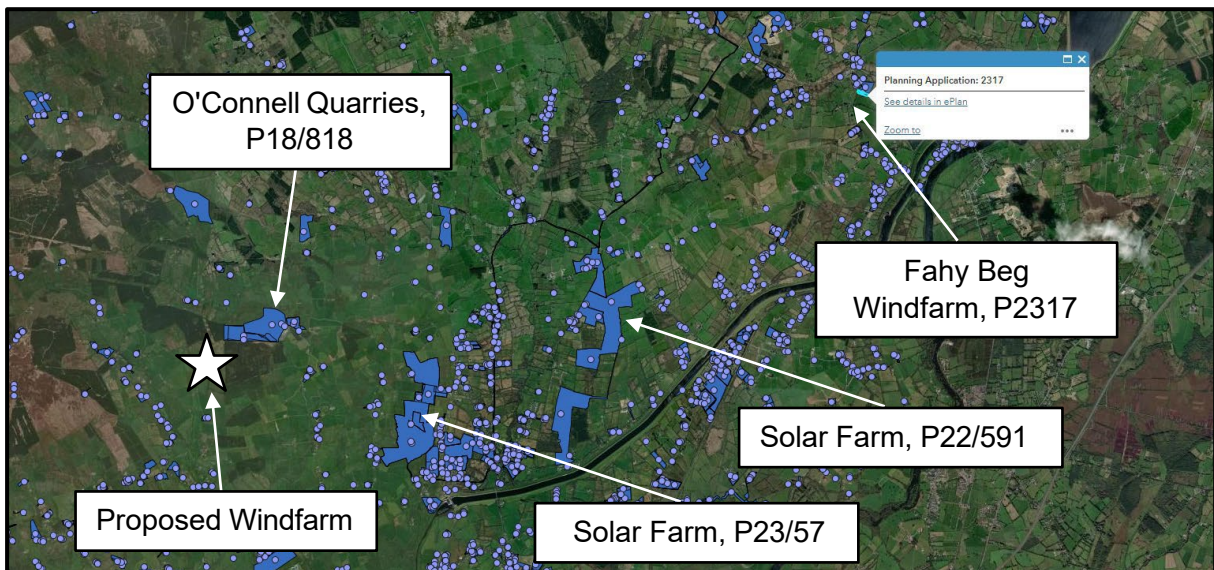 O'Connell Quarries,
P18/818
Planning Application: 2317
See details in ePlan
Zoom to
Fahy Beg
Windfarm, P2317
Solar Farm, P22/591
Proposed Windfarm
Solar Farm, P23/57